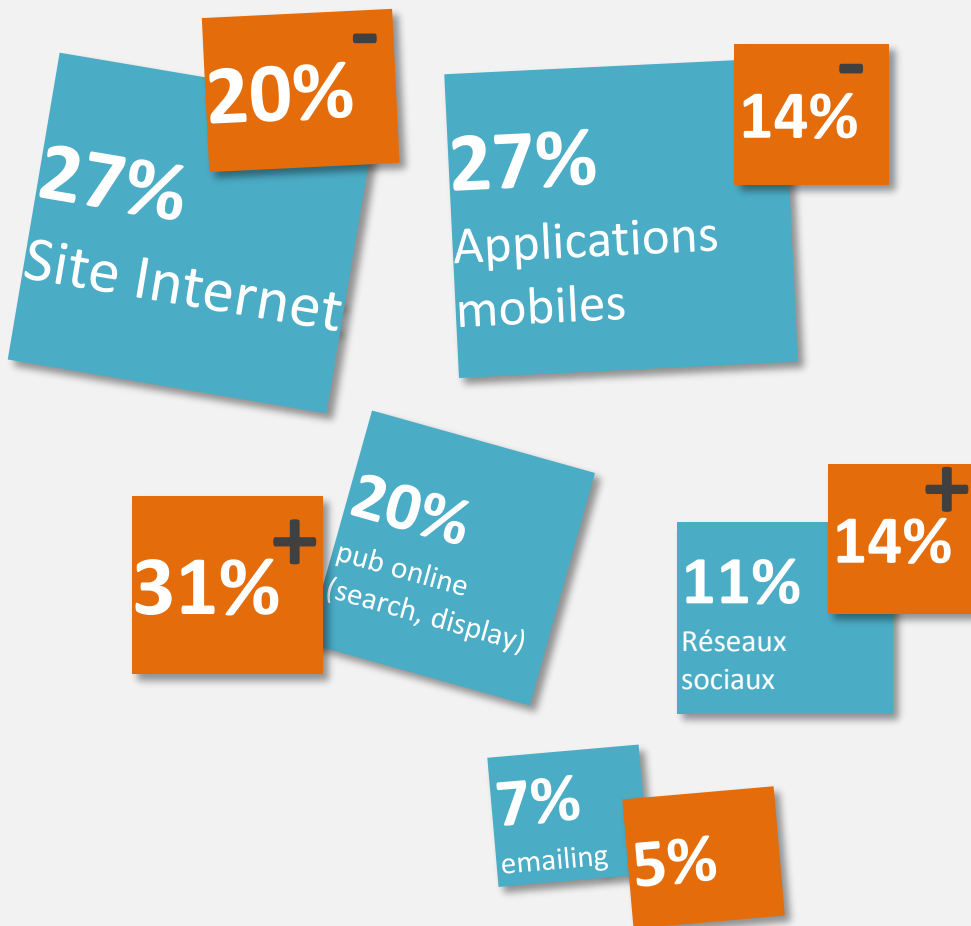 -
20%
27%
Site Internet
-
14%
27%
Applications
mobiles
+
31%
20%
pub online
(search, display)
+
14%
11%
Réseaux
sociaux
7%
emailing
5%